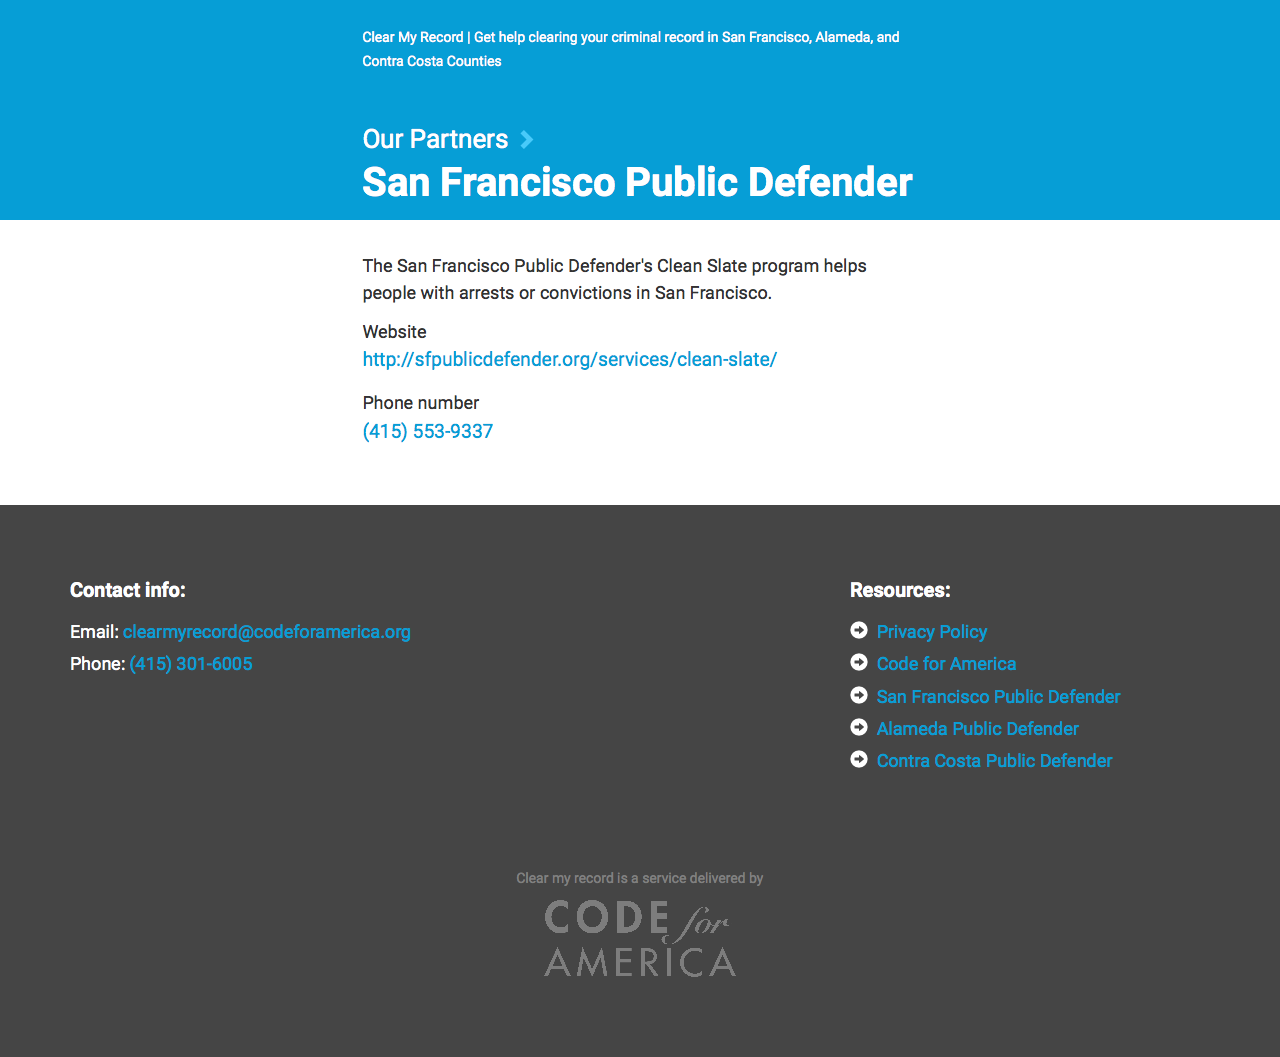 Clear My Record | Get help clearing your criminal record in San Francisco, Alameda, and
Contra Costa Counties
Our Partners
San Francisco Public Defender
The San Francisco Public Defender's Clean Slate program helps
people with arrests or convictions in San Francisco.
Website
http://sfpublicdefender.org/services/clean-slate/
Phone number
(415) 553-9337
Contact info:
Email: clearmyrecord@codeforamerica.org
Phone: (415) 301-6005
Resources:
Privacy Policy
Code for America
San Francisco Public Defender
Alameda Public Defender
Contra Costa Public Defender
Clear my record is a service delivered by
CODE for
AMERICA